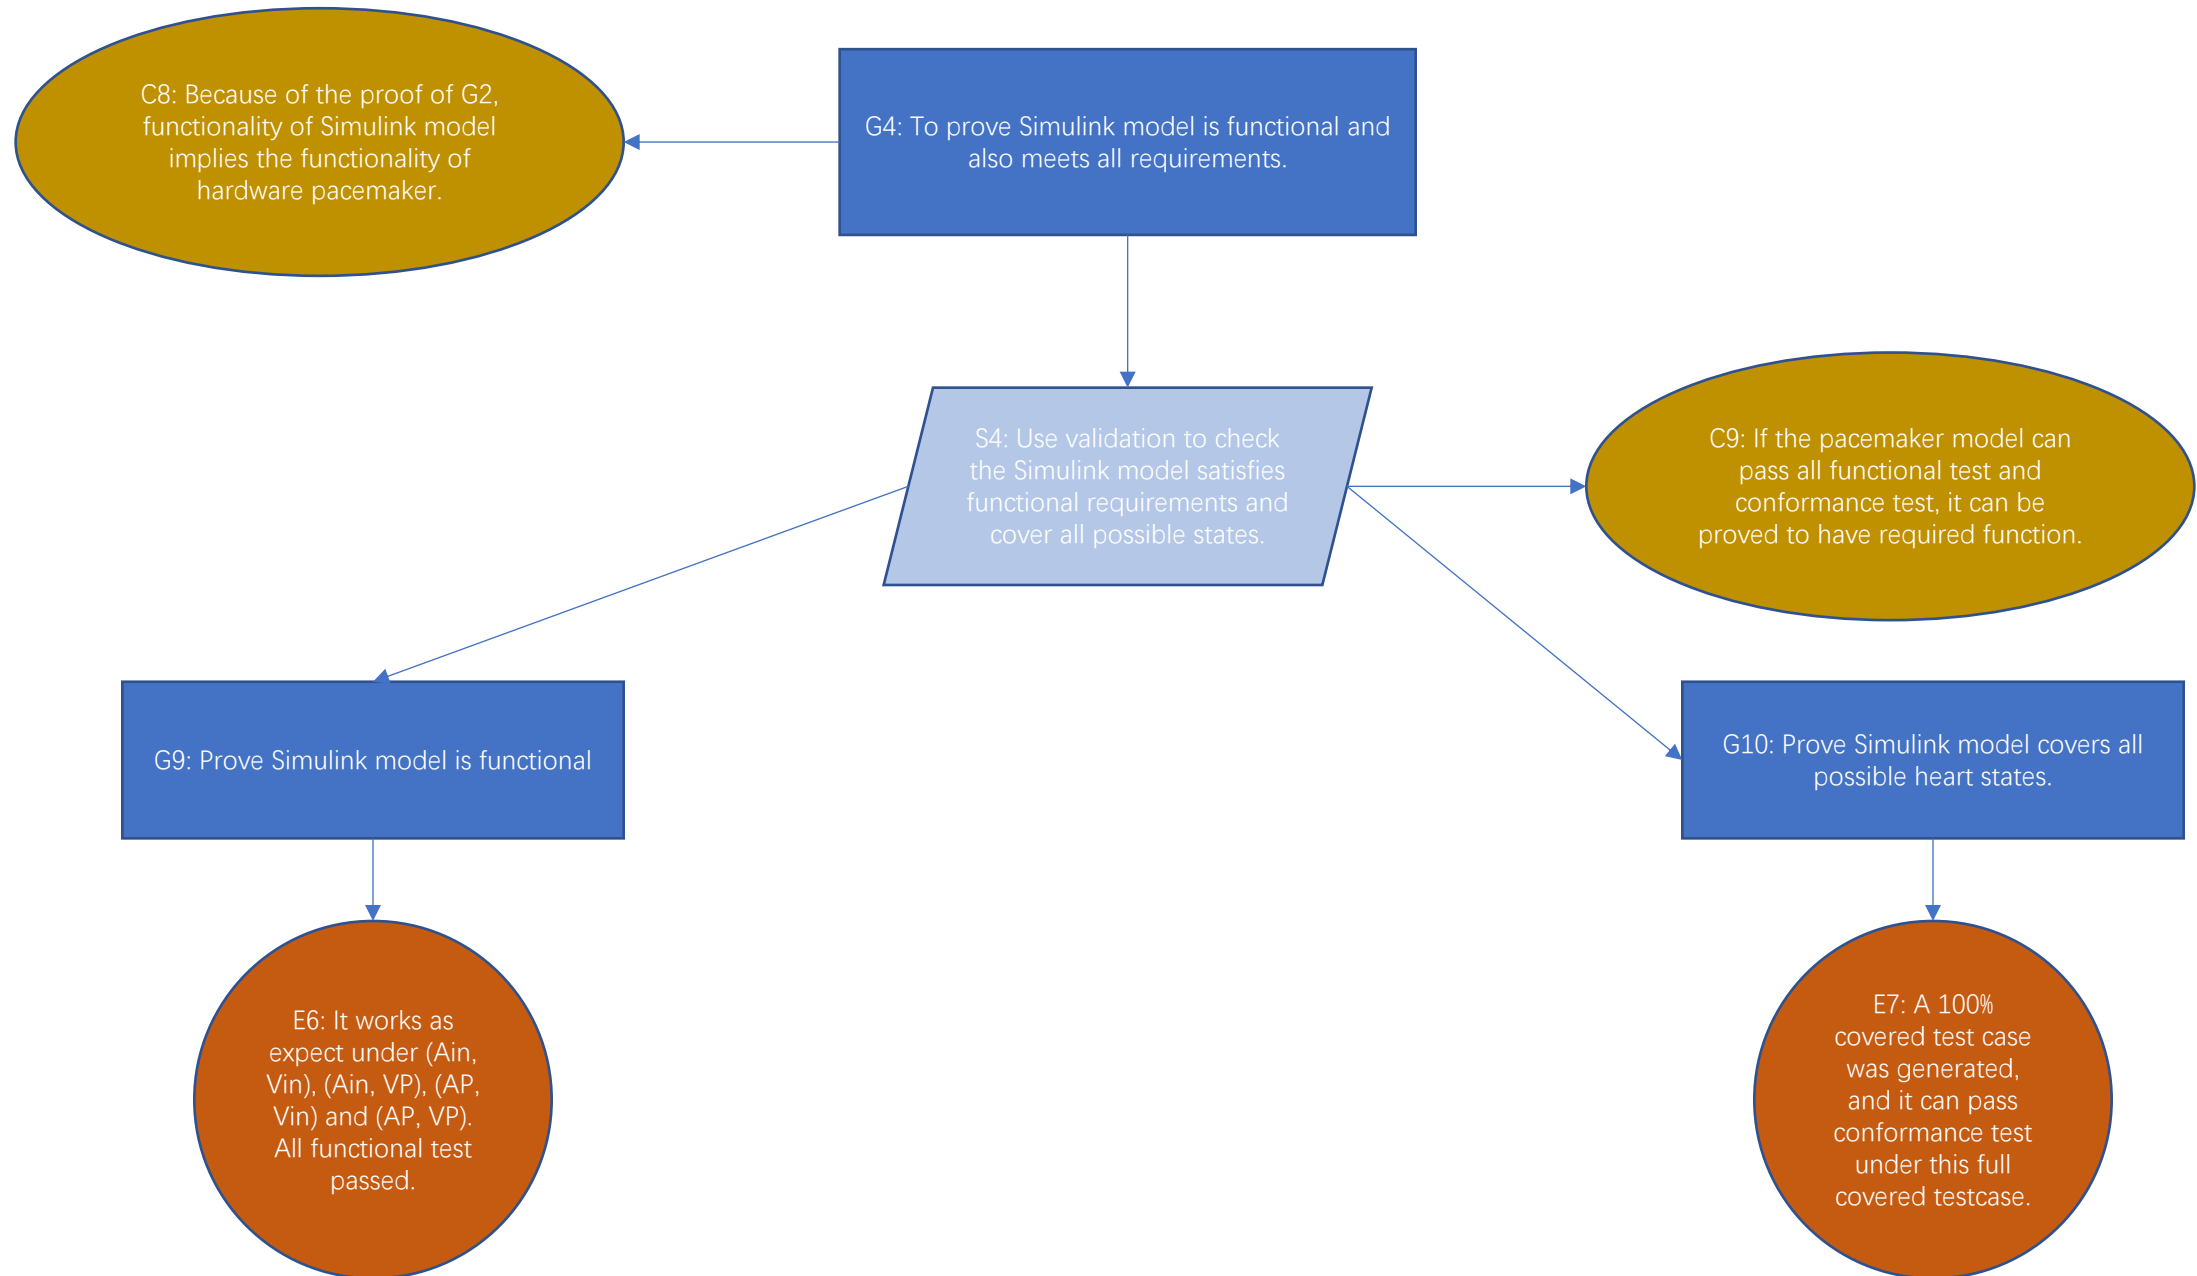 C8: Because of the proof of G2,
functionality of Simulink model
implies the functionality of
hardware pacemaker.
G4: To prove Simulink model is functional and
also meets all requirements.
S4: Use validation to check
the Simulink model satisfies
functional requirements and
cover all possible states.
C9: If the pacemaker model can
pass all functional test and
conformance test, it can be
proved to have required function.
G9: Prove Simulink model is functional
G10: Prove Simulink model covers all
possible heart states.
E6: It works as
expect under (Ain,
Vin), (Ain, VP), (AP,
Vin) and (AP, VP).
All functional test
passed.
E7: A 100%
covered test case
was generated,
and it can pass
conformance test
under this full
covered testcase.